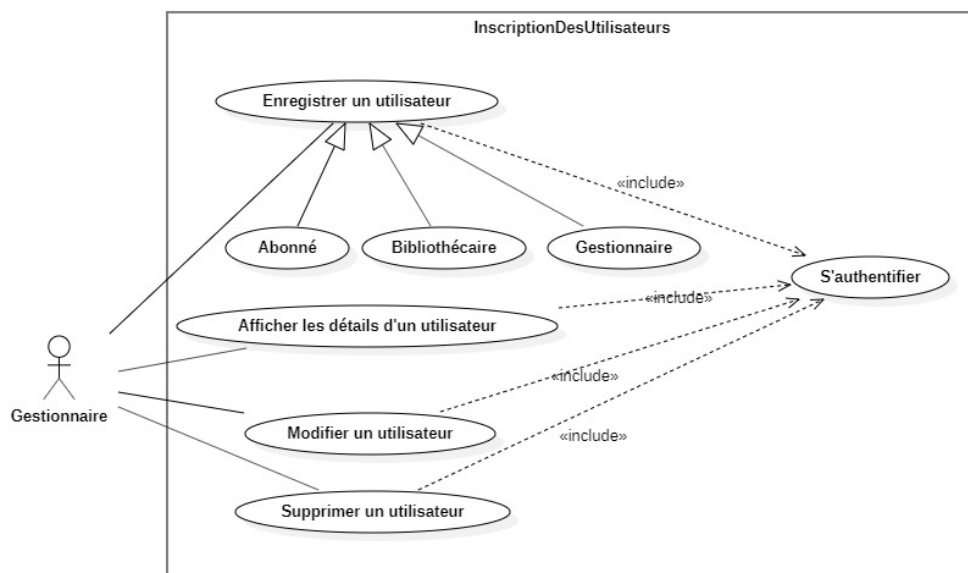 InscriptionDesUtilisateurs
Enregistrer un utilisateur
«include»
Abonné
Bibliothécaire
Gestionnaire
S'authentifier
«include»
Afficher les détails d'un utilisateur
«include»
Gestionnaire
Modifier un utilisateur
«include»
Supprimer un utilisateur